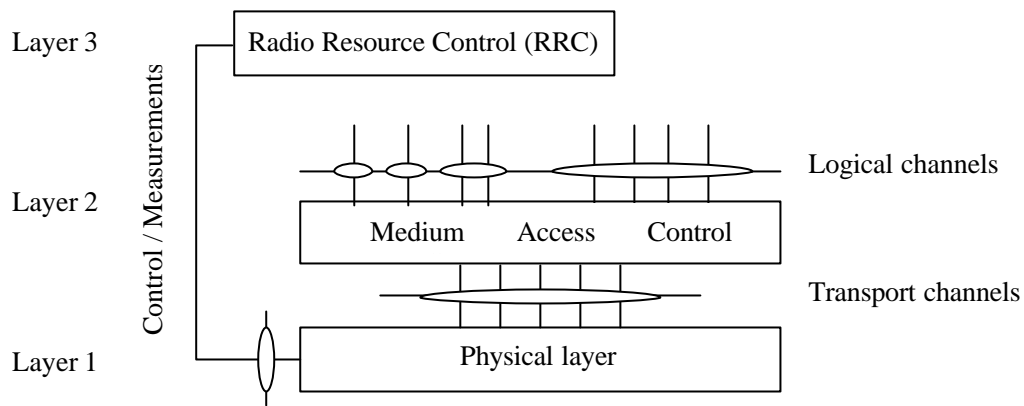 Layer 3
Radio Resource Control (RRC)
Control / Measurements
Logical channels
Layer 2
Medium Access Control
Transport channels
Layer 1
Physical layer